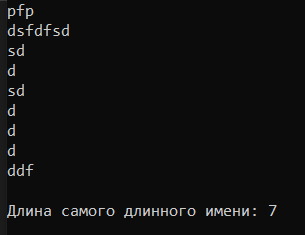 pfp
dsfdfsd
sd
d
sd
d
d
d
ddf
Длина самого длинного имени: 7